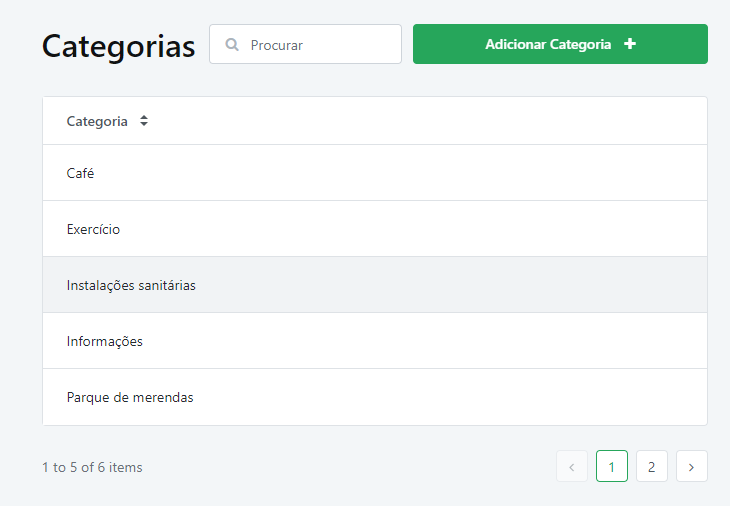 Categorias
Procurar
Adicionar Categoria
Categoria
Café
Exercício
Instalações sanitárias
Informações
Parque de merendas
1 to 5 of 6 items
1 2